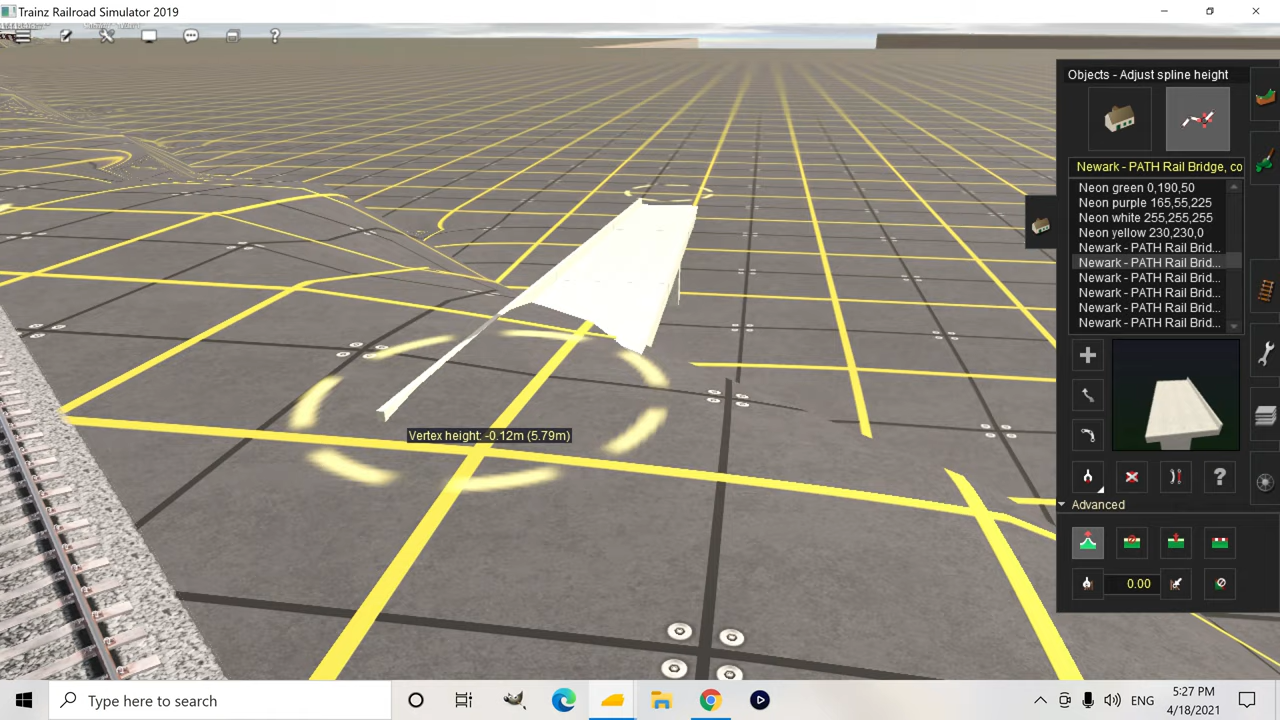 Trainz Railroad Simulator 2019
Objects - Adjust spline height
Newark - PATH Rail Bridge, co
Neon green 0,190,50
Neon purple 165,55,225
Neon white 255,255,255
Neon yellow 230,230,0
Newark - PATH Rail Brid...
Newark - PATH Rail Brid...
Newark - PATH Rail Brid...
Newark - PATH Rail Brid...
Newark - PATH Rail Brid...
Newark - PATH Rail Brid...
Vertex height: -0.12m (5.79m)
Advanced
0.00
Type here to search
ENG
5:27 PM
4/18/2021